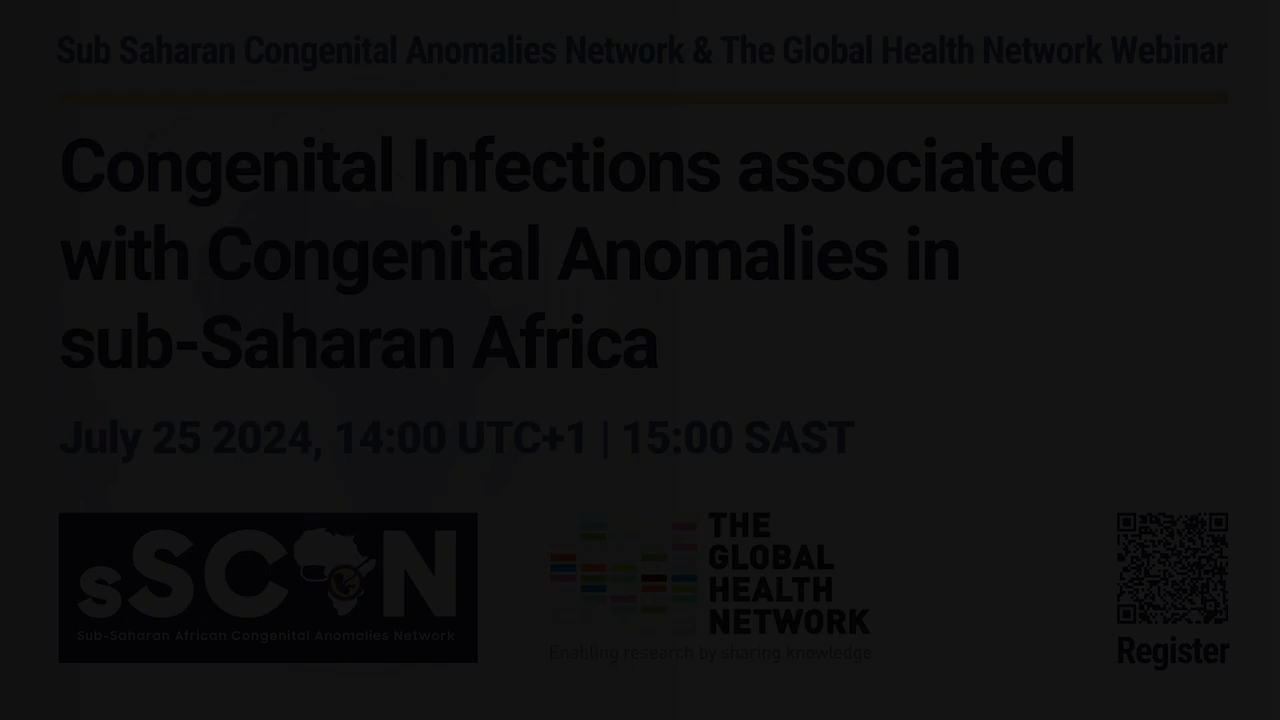 Sub Saharan Congenital Anomalies Network & The Global Health Network Webinar
Congenital Infections associated
with Congenital Anomalies in
sub-Saharan Africa
July 25 2024, 14:00 UTC+1 | 15:00 SAST
sSCON
Sub-Saharan African Congenital Anomalies Network
THE
GLOBAL
HEALTH
NETWORK
Enabling research by sharing knowledge
Register